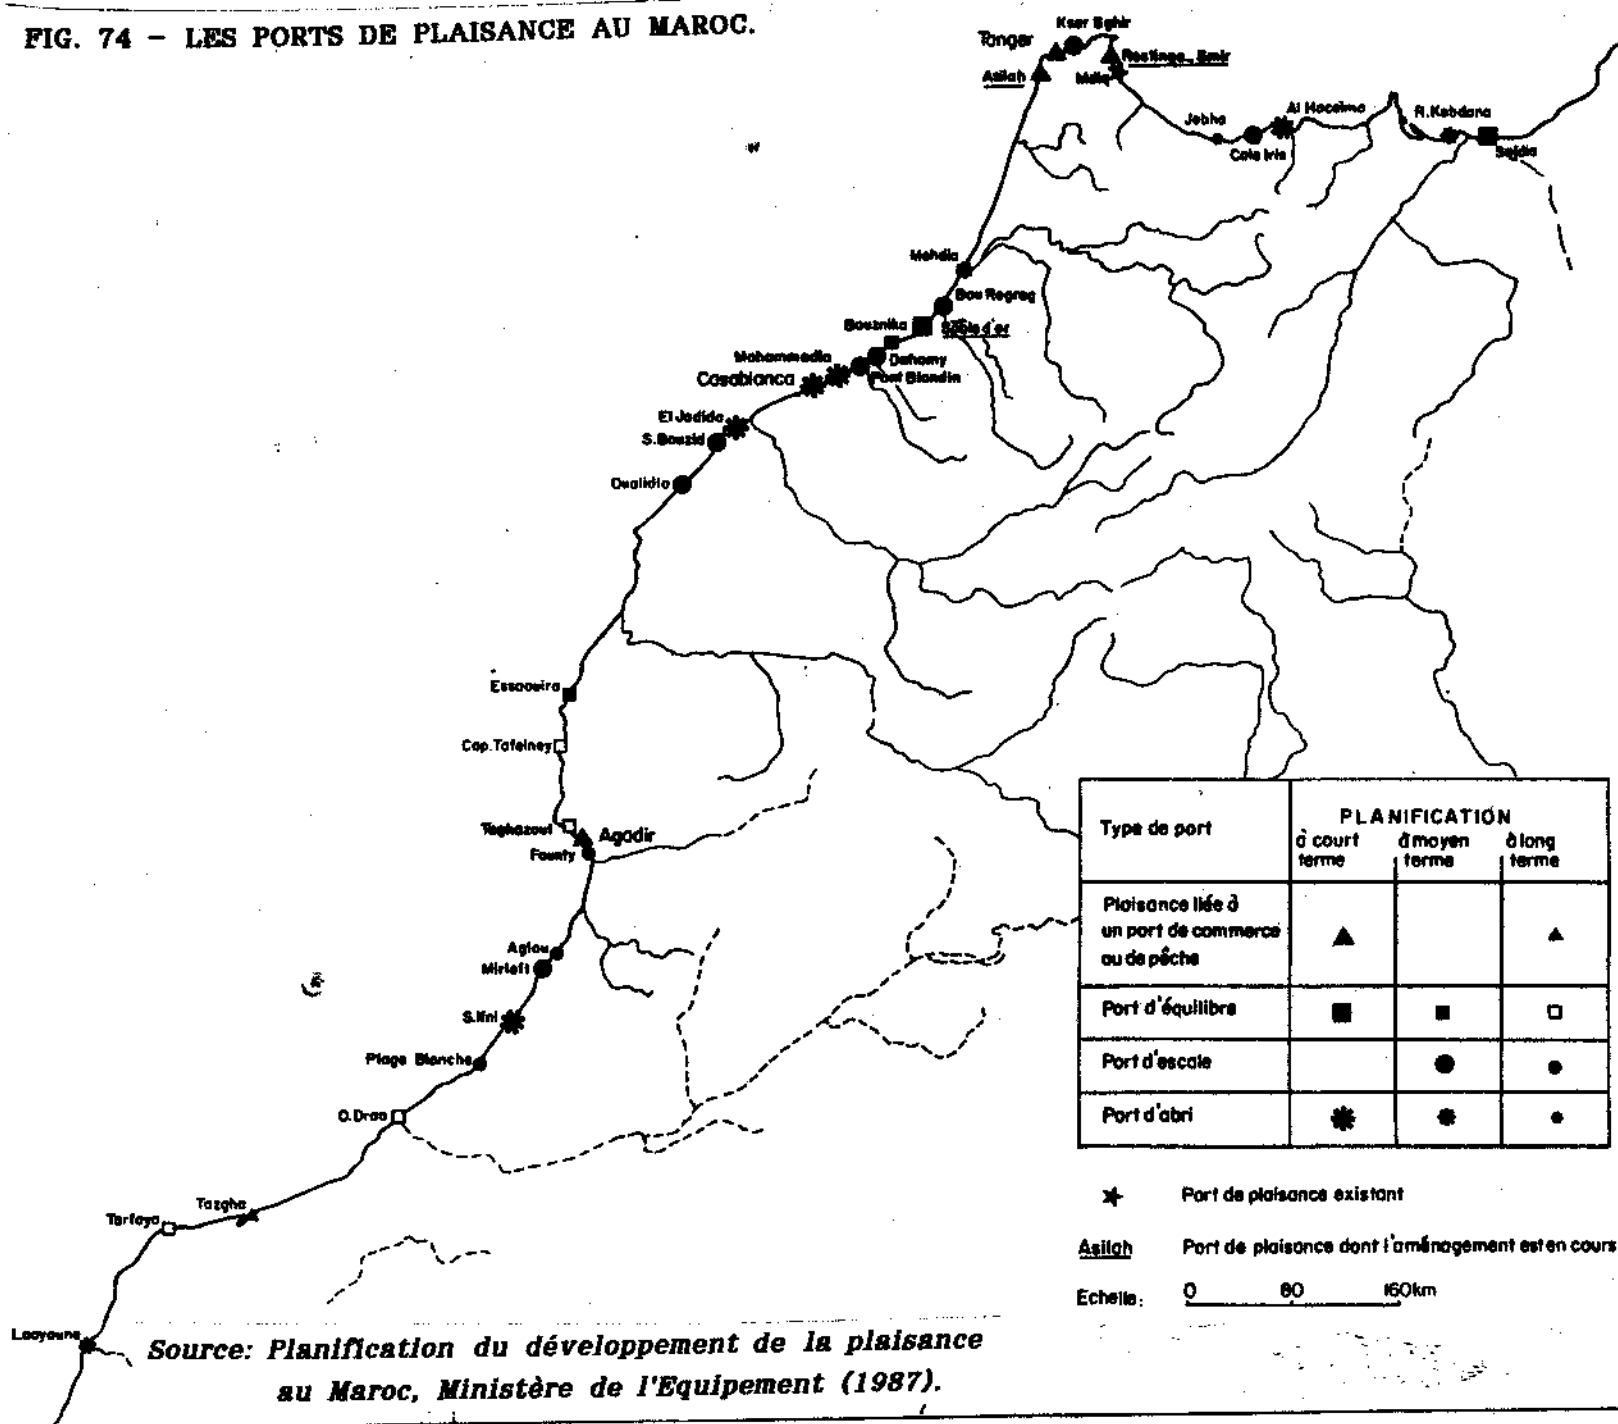 FIG. 74 - LES PORTS DE PLAISANCE AU MAROC.
Ksar Sghir
Tanger
Restinga_Smir
Asilah
Mdiq
Jebha
Al Hoceima
R.Kebdana
Cala Iris
Saidia
Mehdia
Bou Regreg
Bouznika
Sable d'or
Mohammedia
Dahomy
Casablanca
Pont Blondin
El Jadida
S.Bouzid
Oualidia
Essaouira
Cap.Tafelney
Taghazout
Agadir
Founty
Aglou
Mirleft
S.Ifni
Plage Blanche
O.Draa
Tazgha
Tarfaya
Laayoune
Type de port
PLANIFICATION
à court terme
à moyen terme
à long terme
Plaisance liée à
un port de commerce
ou de pêche
Port d'équilibre
Port d'escale
Port d'abri
Port de plaisance existant
Asilah Port de plaisance dont l'aménagement est en cours
Echelle: 0 80 160km
Source: Planification du développement de la plaisance
au Maroc, Ministère de l'Equipement (1987).